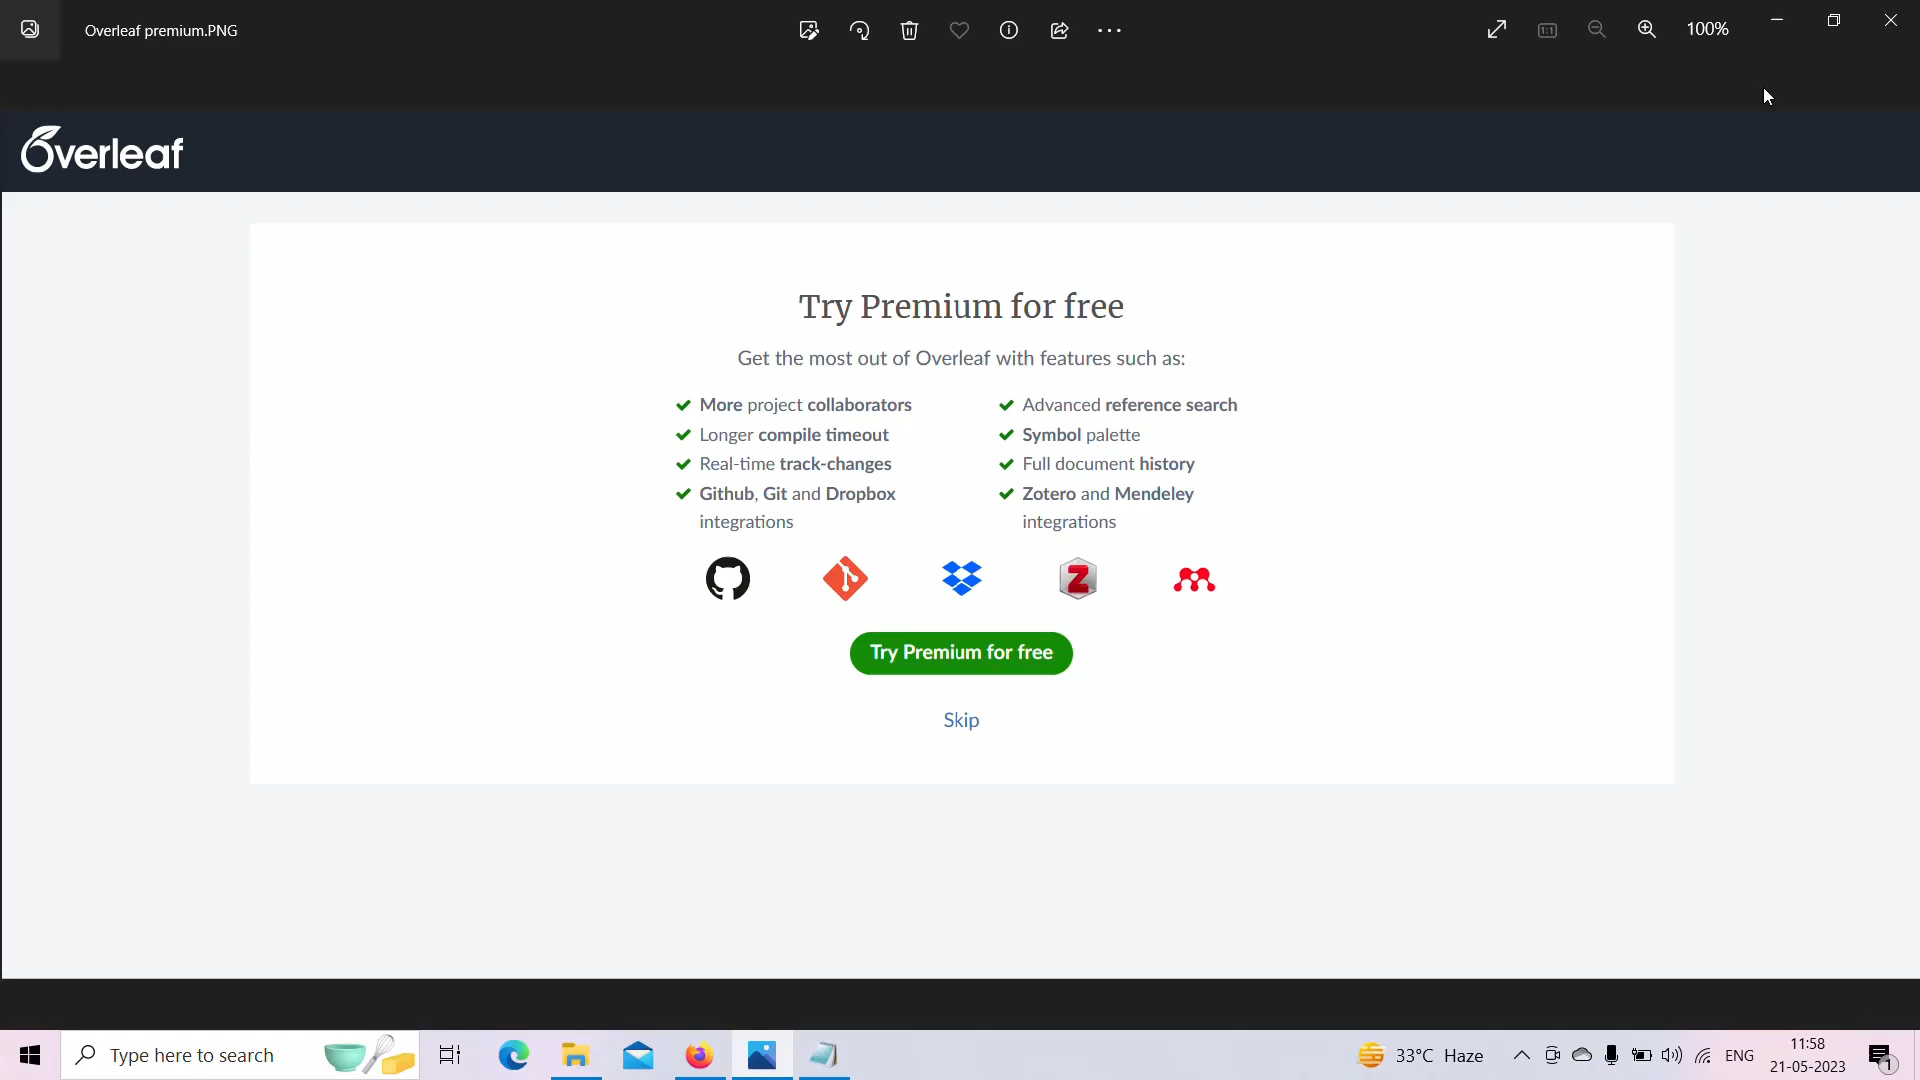 Overleaf premium.PNG
100%
Overleaf
Try Premium for free
Get the most out of Overleaf with features such as:
More project collaborators
Longer compile timeout
Real-time track-changes
Github, Git and Dropbox
integrations
Advanced reference search
Symbol palette
Full document history
Zotero and Mendeley
integrations
Z
Try Premium for free
Skip
Type here to search
33°C Haze
ENG
11:58
21-05-2023
1